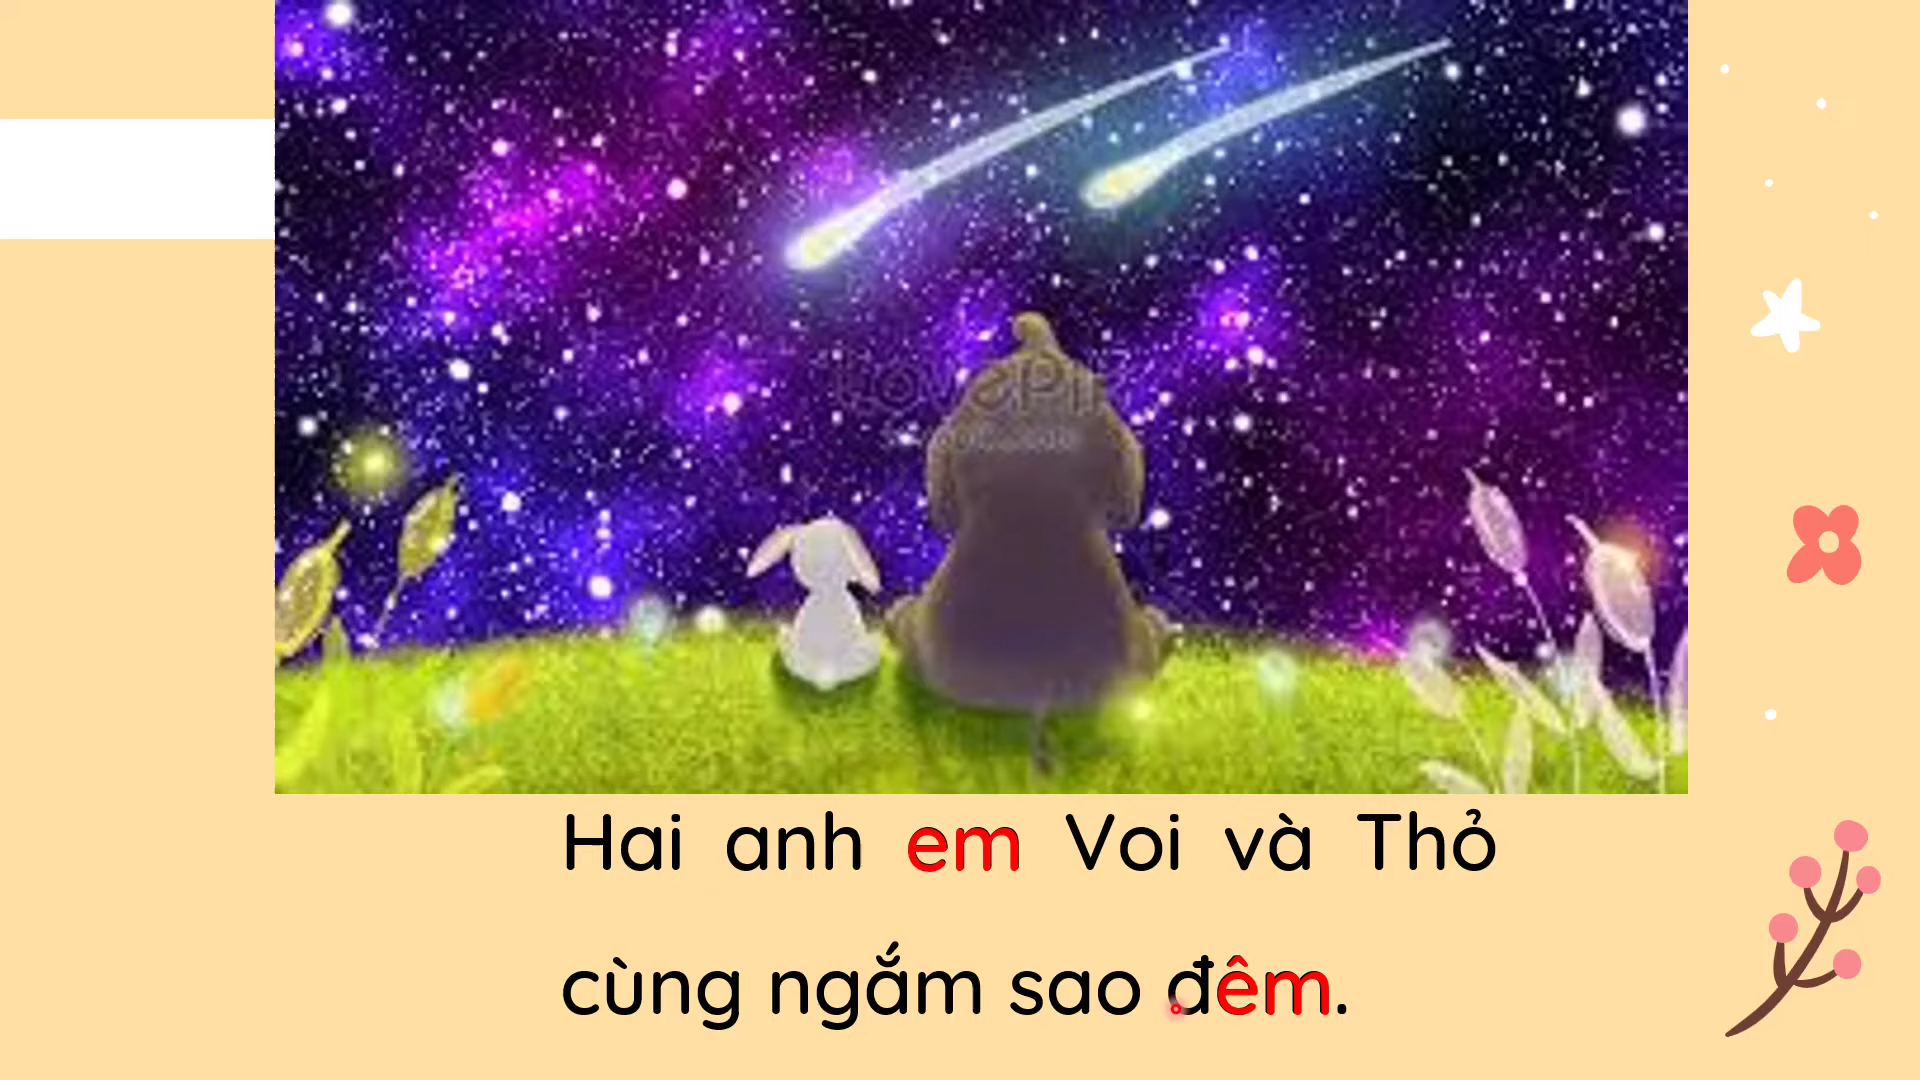 Hai anh em Voi và Thỏ
cùng ngắm sao đêm.